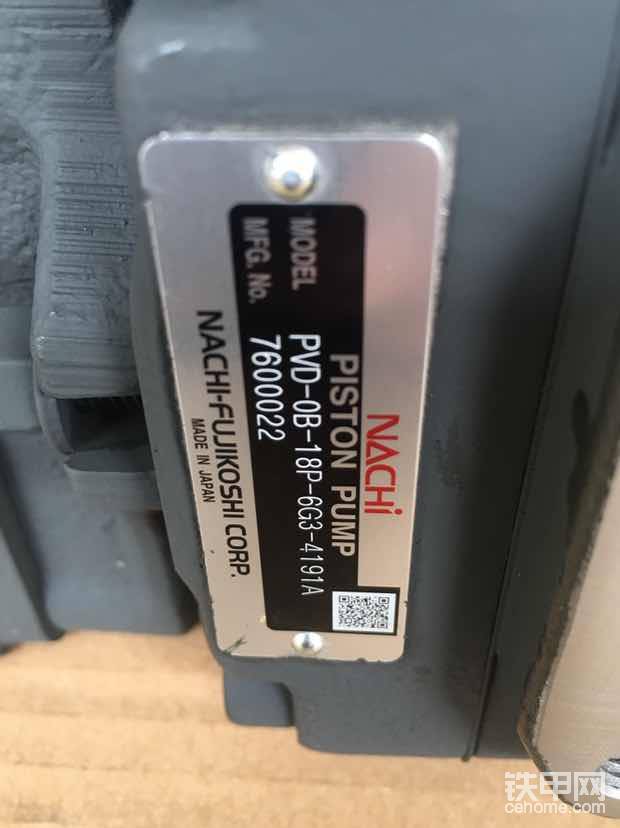 NACHi
PISTON PUMP
MODEL PVD-0B-18P-6G3-4191A
MFG. No. 7600022
NACHI-FUJIKOSHI CORP.
MADE IN JAPAN
铁甲网
cehome.com